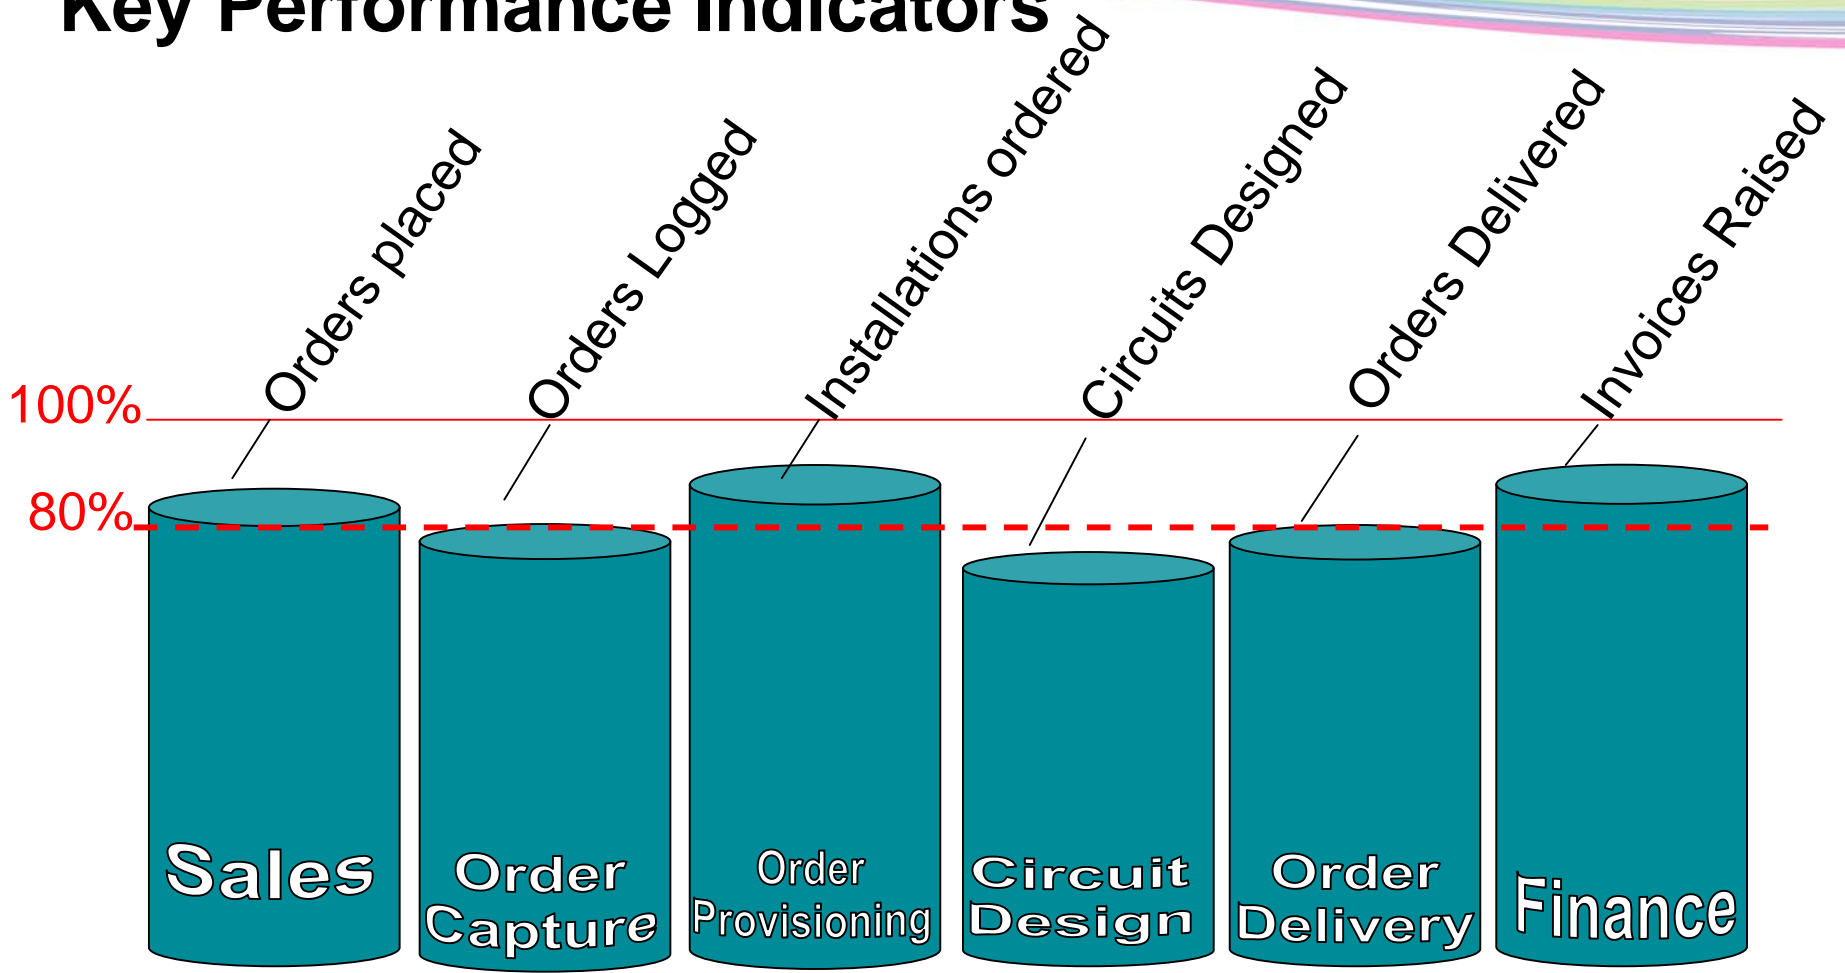 Key Performance Indicators
Orders placed
Orders Logged
Installations ordered
Circuits Designed
Orders Delivered
Invoices Raised
100%
80%
Sales
Order
Capture
Order
Provisioning
Circuit
Design
Order
Delivery
Finance